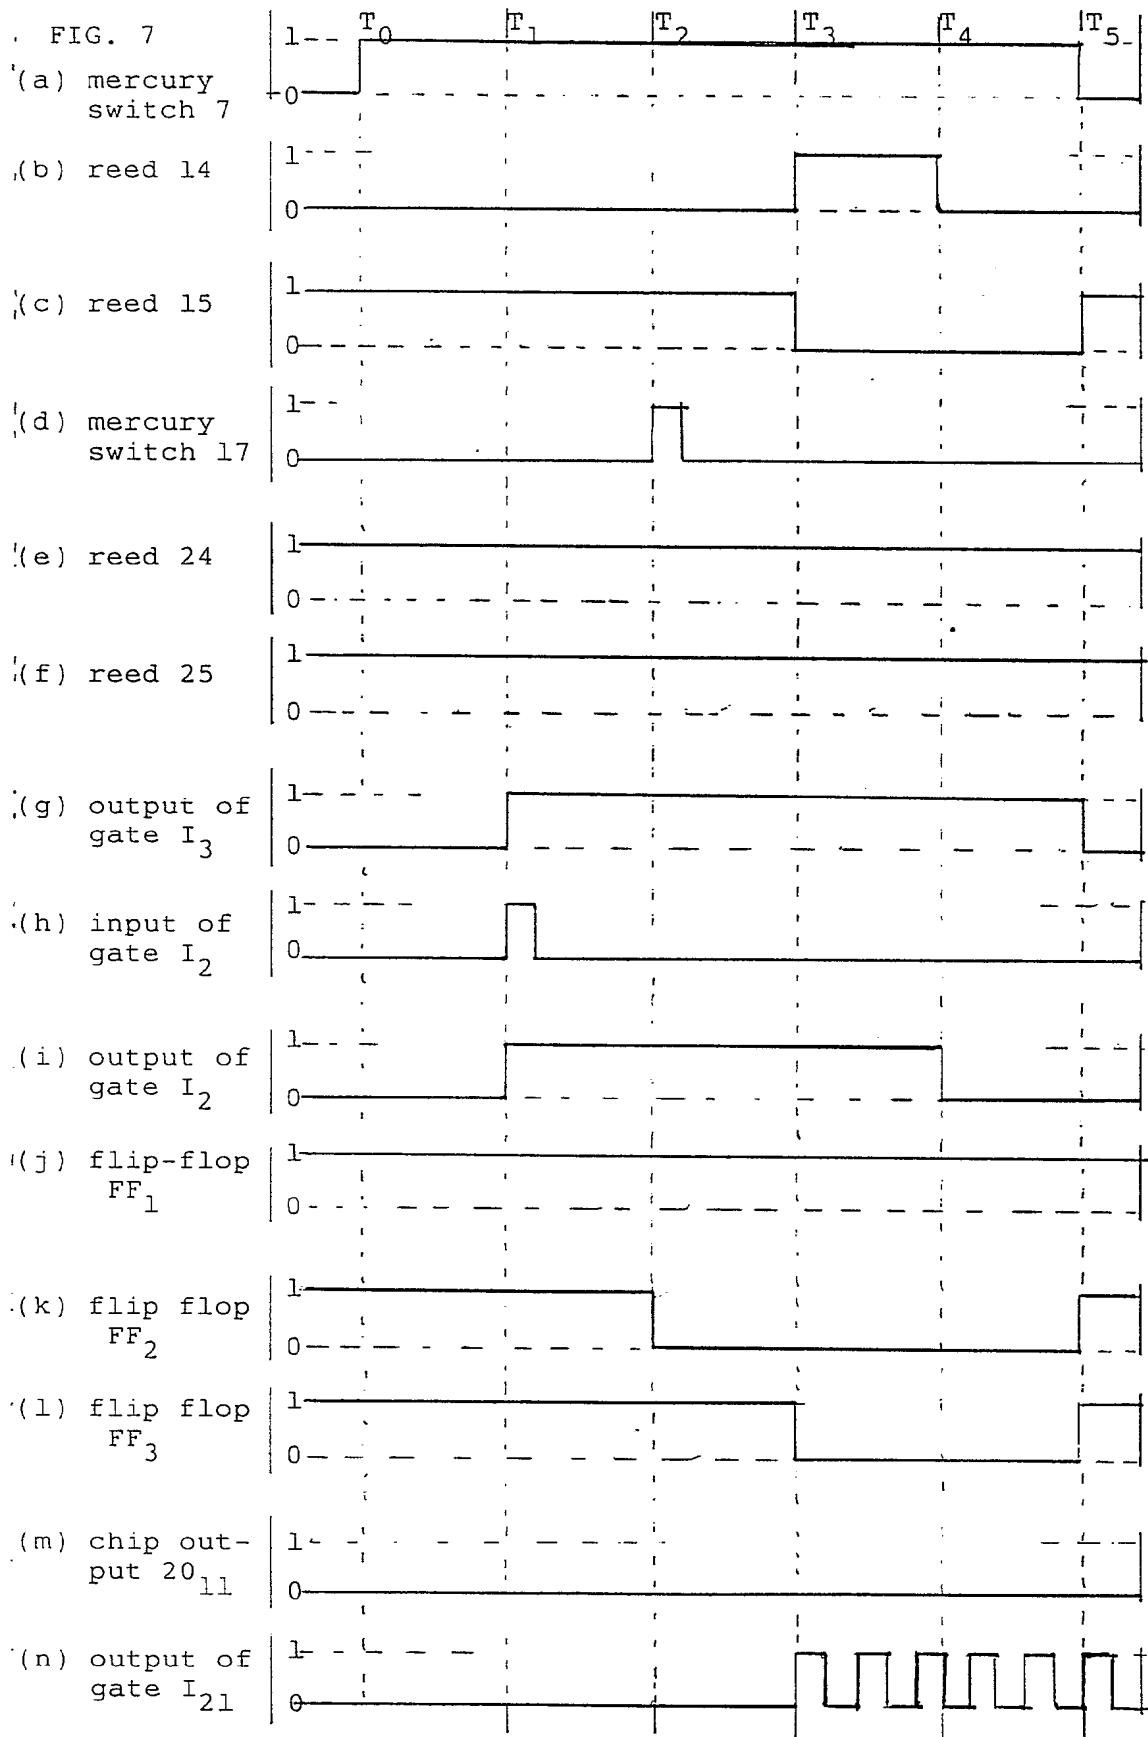 FIG. 7
T0 T1 T2 T3 T4 T5
(a) mercury
switch 7
1
0
(b) reed 14
1
0
(c) reed 15
1
0
(d) mercury
switch 17
1
0
(e) reed 24
1
0
(f) reed 25
1
0
(g) output of
gate I3
1
0
(h) input of
gate I2
1
0
(i) output of
gate I2
1
0
(j) flip-flop
FF1
1
0
(k) flip flop
FF2
1
0
(l) flip flop
FF3
1
0
(m) chip out-
put 2011
1
0
(n) output of
gate I21
1
0